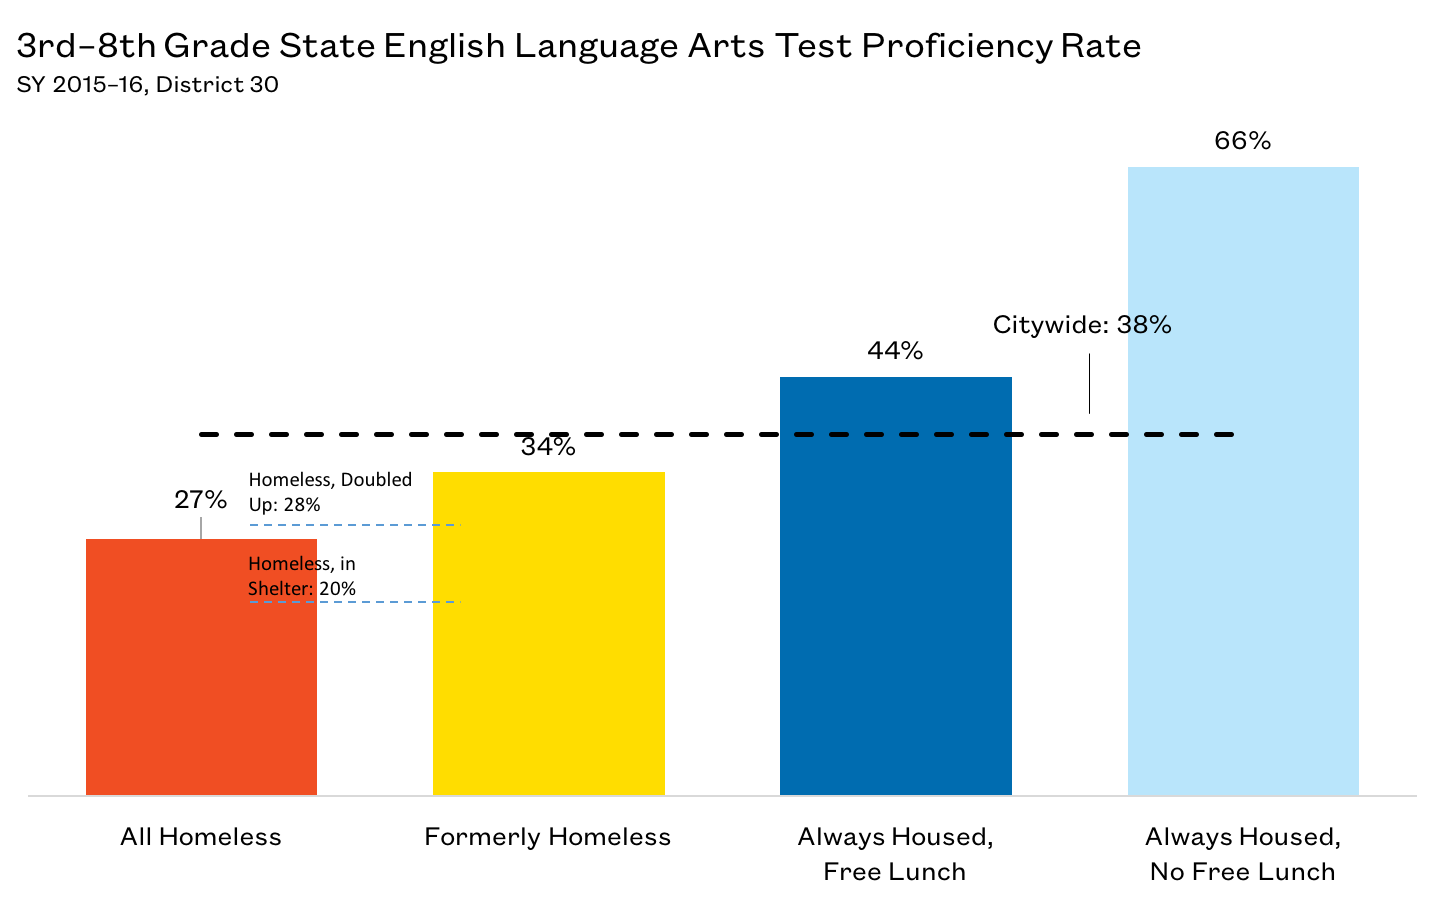 3rd–8th Grade State English Language Arts Test Proficiency Rate
SY 2015–16, District 30
66%
Citywide: 38%
44%
34%
27%
Homeless, Doubled
Up: 28%
Homeless, in
Shelter: 20%
All Homeless
Formerly Homeless
Always Housed,
Free Lunch
Always Housed,
No Free Lunch